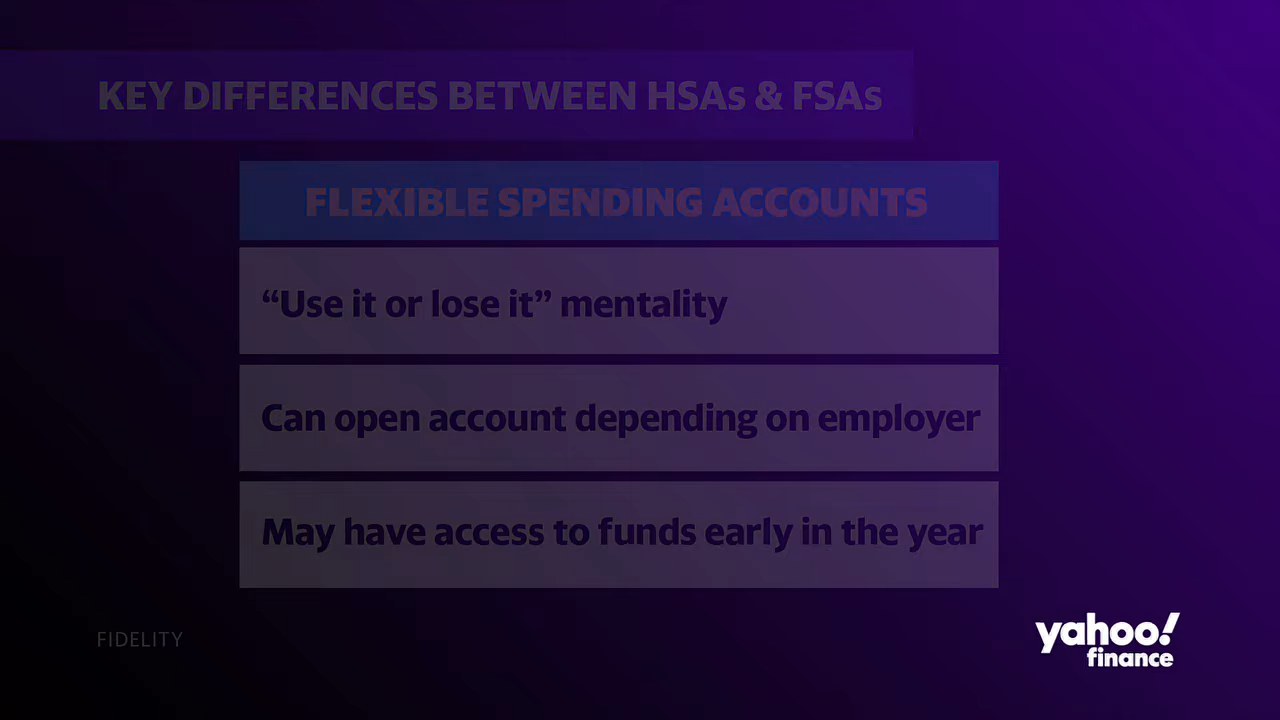 KEY DIFFERENCES BETWEEN HSAs & FSAs
FLEXIBLE SPENDING ACCOUNTS
“Use it or lose it” mentality
Can open account depending on employer
May have access to funds early in the year
FIDELITY
yahoo!
finance